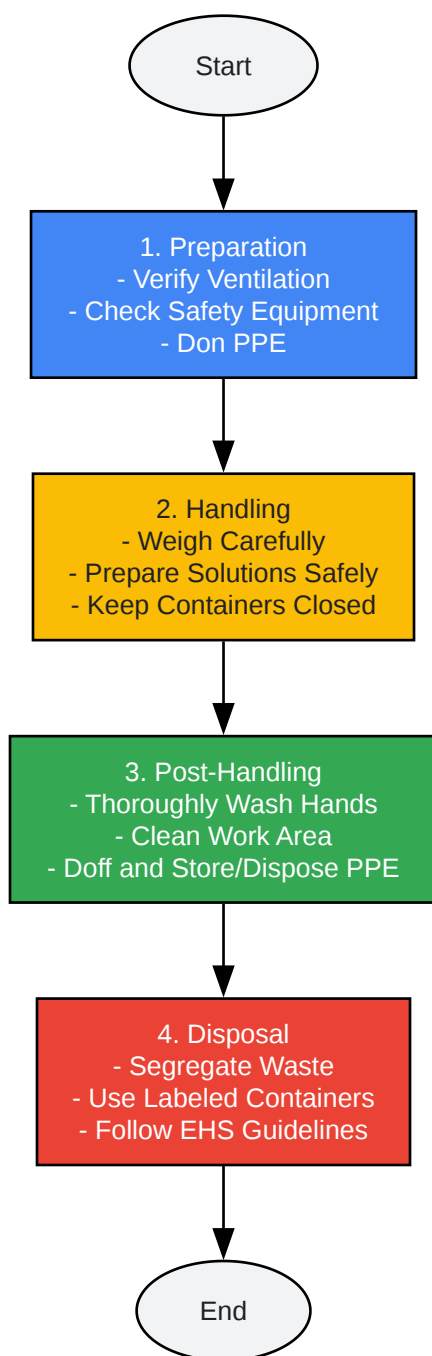 Start
1. Preparation
- Verify Ventilation
- Check Safety Equipment
- Don PPE
2. Handling
- Weigh Carefully
- Prepare Solutions Safely
- Keep Containers Closed
3. Post-Handling
- Thoroughly Wash Hands
- Clean Work Area
- Doff and Store/Dispose PPE
4. Disposal
- Segregate Waste
- Use Labeled Containers
- Follow EHS Guidelines
End